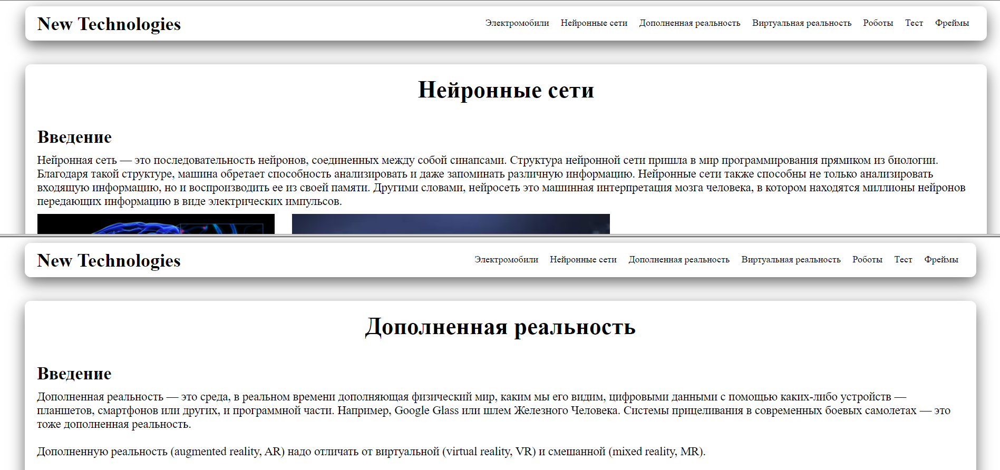 New Technologies
Электромобили Нейронные сети Дополненная реальность Виртуальная реальность Роботы Тест Фреймы
Нейронные сети
Введение
Нейронная сеть — это последовательность нейронов, соединенных между собой синапсами. Структура нейронной сети пришла в мир программирования прямиком из биологии.
Благодаря такой структуре, машина обретает способность анализировать и даже запоминать различную информацию. Нейронные сети также способны не только анализировать
входящую информацию, но и воспроизводить ее из своей памяти. Другими словами, нейросеть это машинная интерпретация мозга человека, в котором находятся миллионы нейронов
передающих информацию в виде электрических импульсов.
New Technologies
Электромобили Нейронные сети Дополненная реальность Виртуальная реальность Роботы Тест Фреймы
Дополненная реальность
Введение
Дополненная реальность — это среда, в реальном времени дополняющая физический мир, каким мы его видим, цифровыми данными с помощью каких-либо устройств —
планшетов, смартфонов или других, и программной части. Например, Google Glass или шлем Железного Человека. Системы прицеливания в современных боевых самолетах — это
тоже дополненная реальность.
Дополненную реальность (augmented reality, AR) надо отличать от виртуальной (virtual reality, VR) и смешанной (mixed reality, MR).